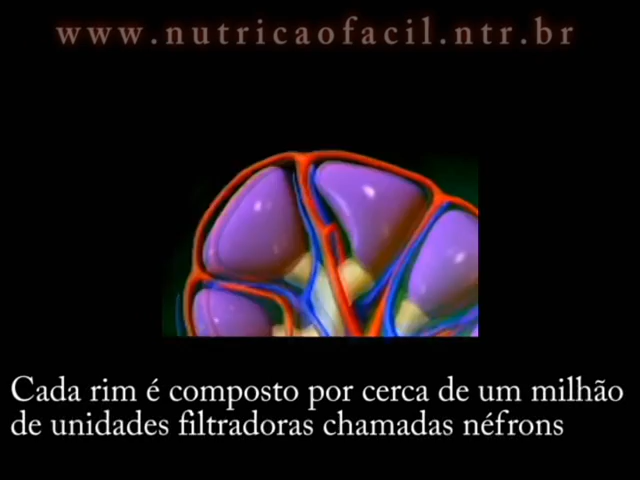 www.nutricaofacil.ntr.br
Cada rim é composto por cerca de um milhão
de unidades filtradoras chamadas néfrons